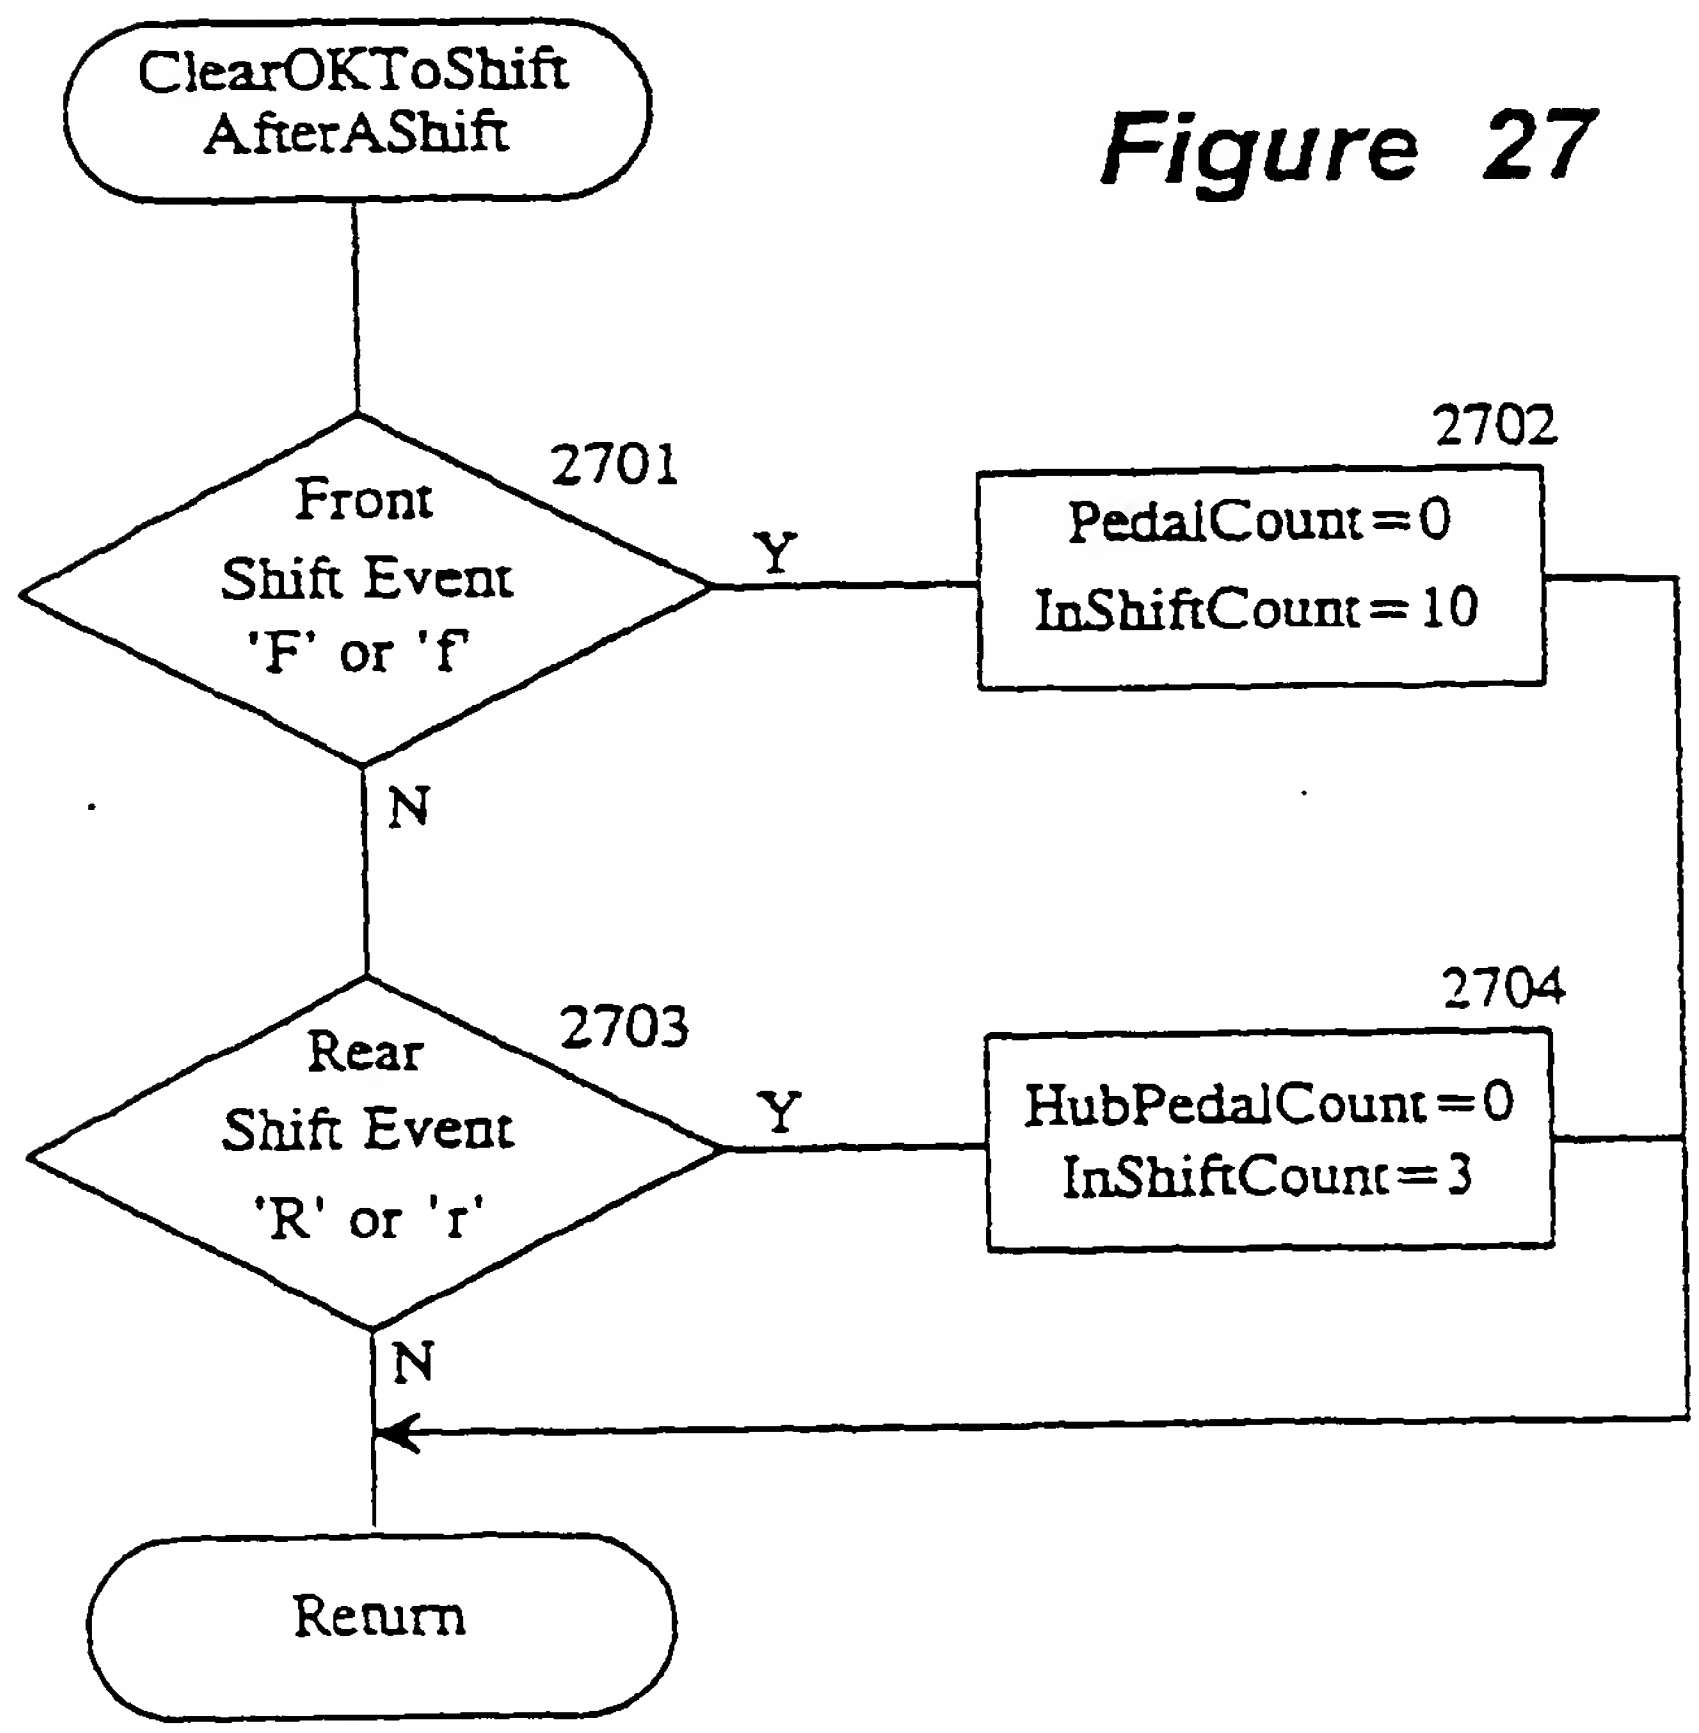 ClearOKToShift
AfterAShift
Figure 27
2701
Front
Shift Event
'F' or 'f'
Y
2702
PedalCount=0
InShiftCount=10
N
2703
Rear
Shift Event
'R' or 'r'
Y
2704
HubPedalCount=0
InShiftCount=3
N
Return